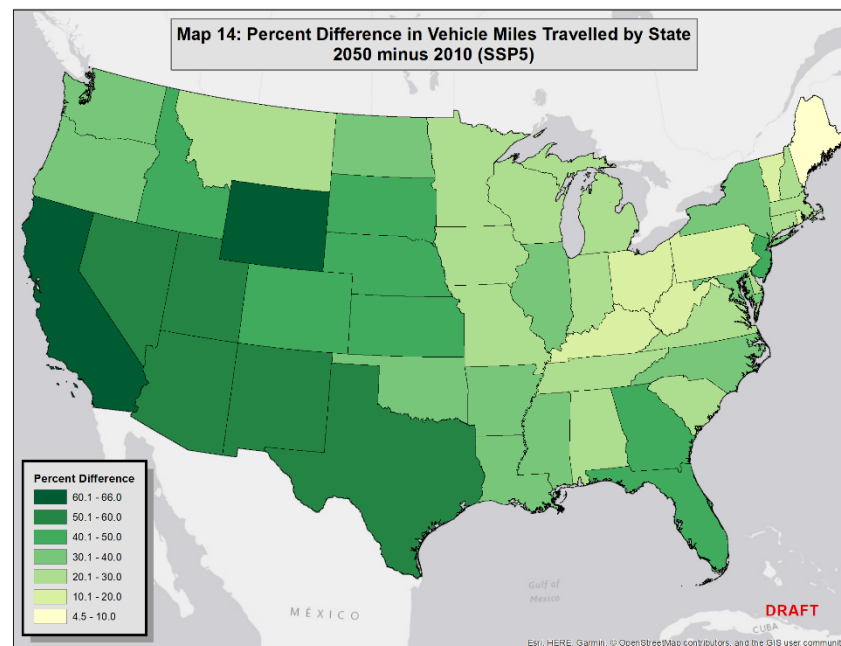 Map 14: Percent Difference in Vehicle Miles Travelled by State
2050 minus 2010 (SSP5)
Percent Difference
60.1 - 66.0
50.1 - 60.0
40.1 - 50.0
30.1 - 40.0
20.1 - 30.0
10.1 - 20.0
4.5 - 10.0
MÉXICO
Gulf of
Mexico
DRAFT
CUBA
Esri, HERE, Garmin, © OpenStreetMap contributors, and the GIS user communit